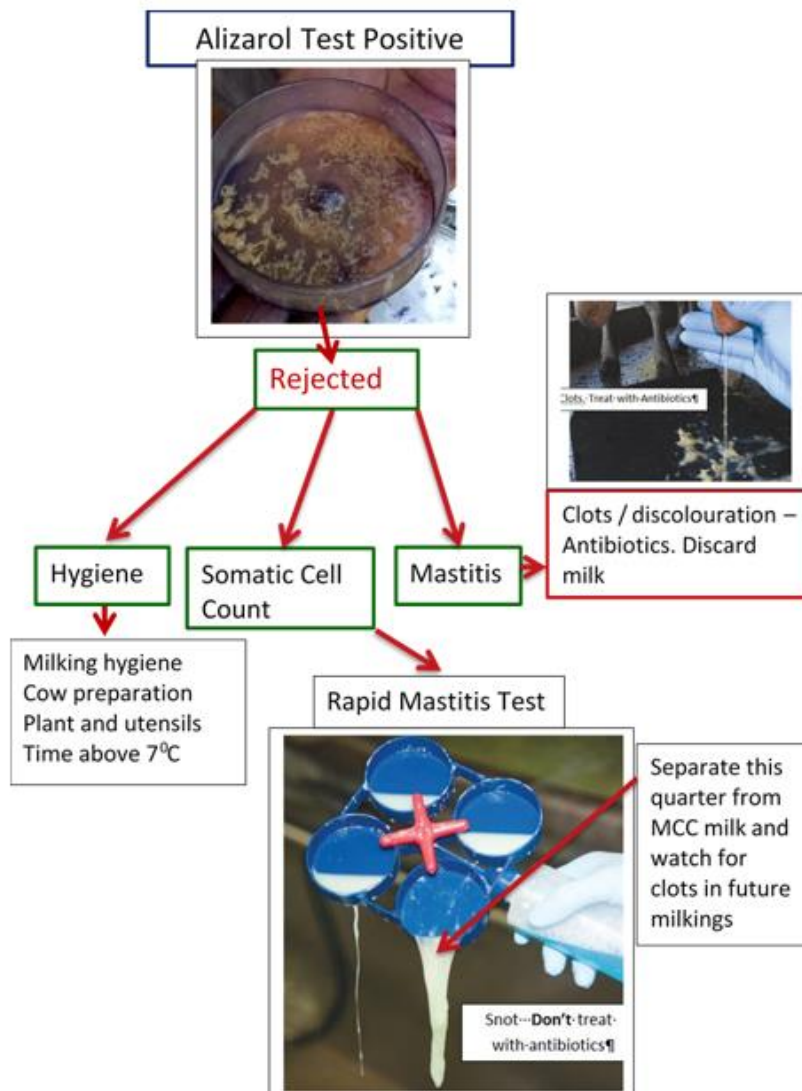 Alizarol Test Positive
Rejected
Clots. Treat·with·Antibiotics¶
Clots / discolouration –
Antibiotics. Discard
milk
Hygiene
Somatic Cell
Count
Mastitis
Milking hygiene
Cow preparation
Plant and utensils
Time above 7⁰C
Rapid Mastitis Test
Separate this
quarter from
MCC milk and
watch for
clots in future
milkings
Snot···Don't·treat·
with·antibiotics¶